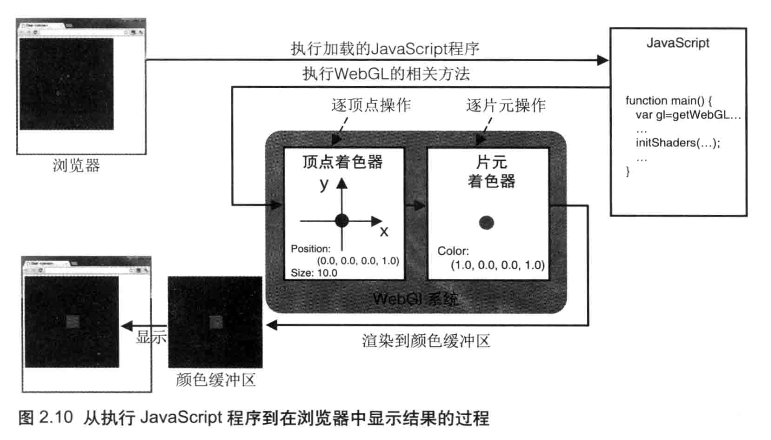 执行加载的JavaScript程序
执行WebGL的相关方法
JavaScript
function main() {
var gl=getWebGL...
...
initShaders(...);
...
}
浏览器
逐顶点操作
逐片元操作
顶点着色器
y
x
Position:
(0.0, 0.0, 0.0, 1.0)
Size: 10.0
片元
着色器
Color:
(1.0, 0.0, 0.0, 1.0)
WebGl 系统
显示
渲染到颜色缓冲区
颜色缓冲区
图 2.10 从执行 JavaScript 程序到在浏览器中显示结果的过程